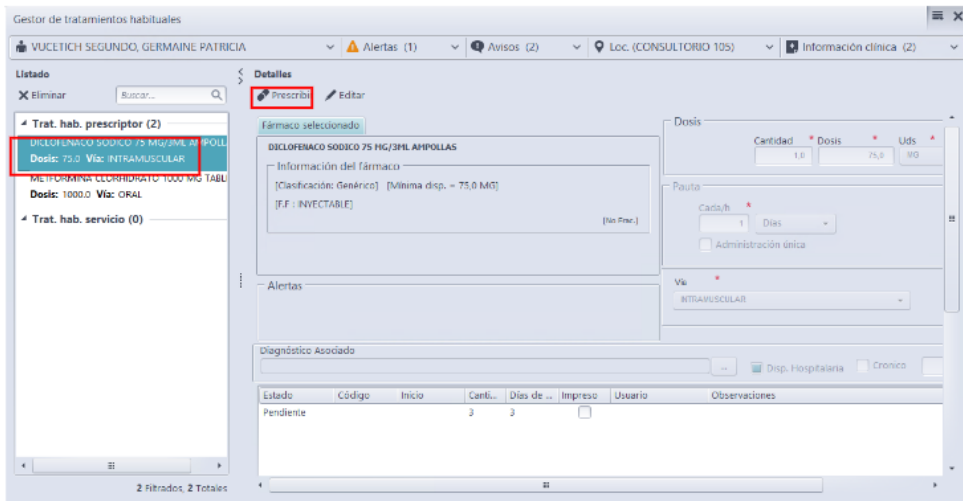 Gestor de tratamientos habituales
VUCETICH SEGUNDO, GERMAINE PATRICIA
Alertas (1)
Avisos (2)
Loc. (CONSULTORIO 105)
Información clínica (2)
Listado
Eliminar
Buscar...
Trat. hab. prescriptor (2)
DICLOFENACO SODICO 75 MG/3ML AMPOLL
Dosis: 75.0 Vía: INTRAMUSCULAR
METFORMINA CLORHIDRATO 1000 MG TABL
Dosis: 1000.0 Vía: ORAL
Trat. hab. servicio (0)
2 Filtrados, 2 Totales
Detalles
Prescribi
Editar
Fármaco seleccionado
DICLOFENACO SODICO 75 MG/3ML AMPOLLAS
Información del fármaco
[Clasificación: Genérico] [Mínima disp. = 75,0 MG]
[F.F : INYECTABLE]
[No Frac.]
Alertas
Dosis
Cantidad * Dosis * Uds *
1,0 75,0 MG
Pauta
Cada/h *
1 Días
Administración única
Vía *
INTRAMUSCULAR
Diagnóstico Asociado
... Disp. Hospitalaria Cronico
Estado Código Inicio Canti... Días de ... Impreso Usuario Observaciones
Pendiente 3 3